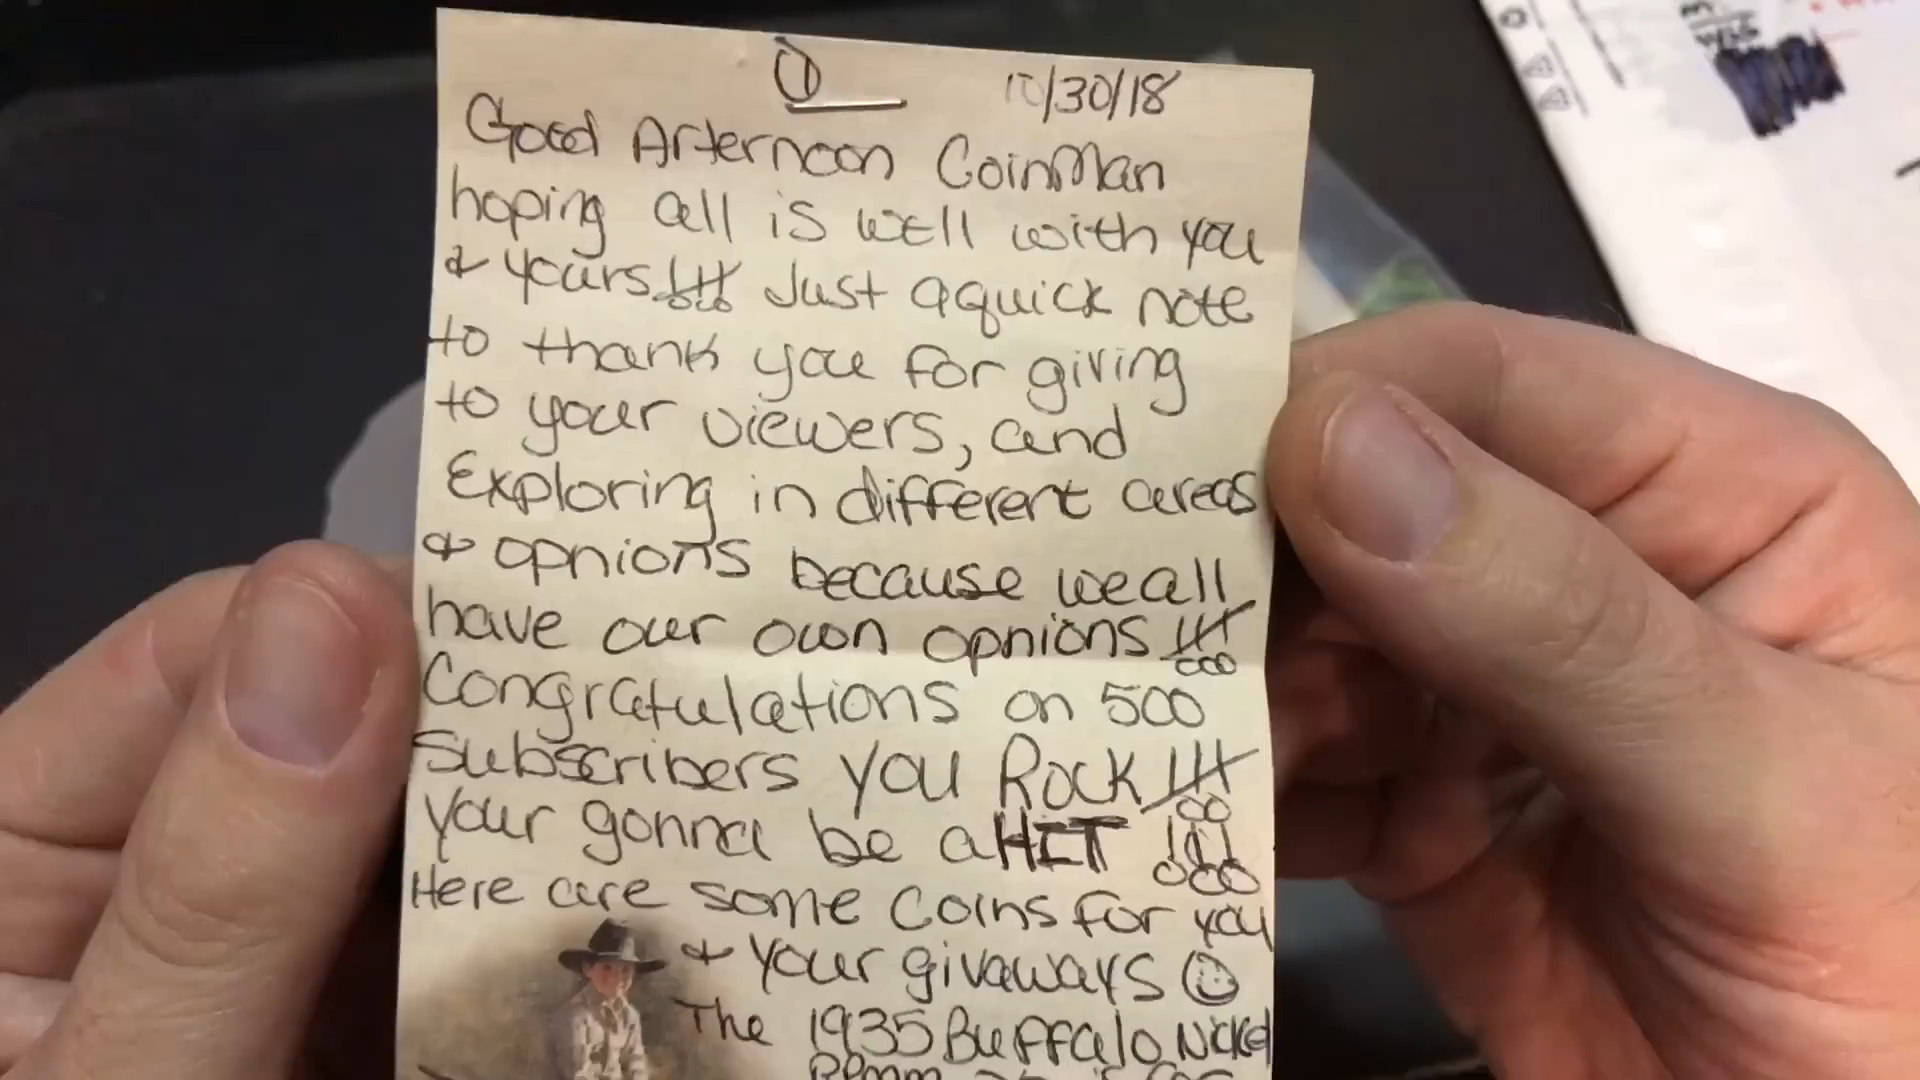 ① 10/30/18
Good Arternoon CoinMan
hoping all is well with you
& yours!!! Just a quick note
to thank you for giving
to your viewers, and
Exploring in different areas
& opnions because we all
have our own opnions !!!
Congratulations on 500
Subscribers you Rock !!!
your gonna be a HIT !!!
Here are some coins for you
& your givaways ☺
The 1935 Buffalo Nickel